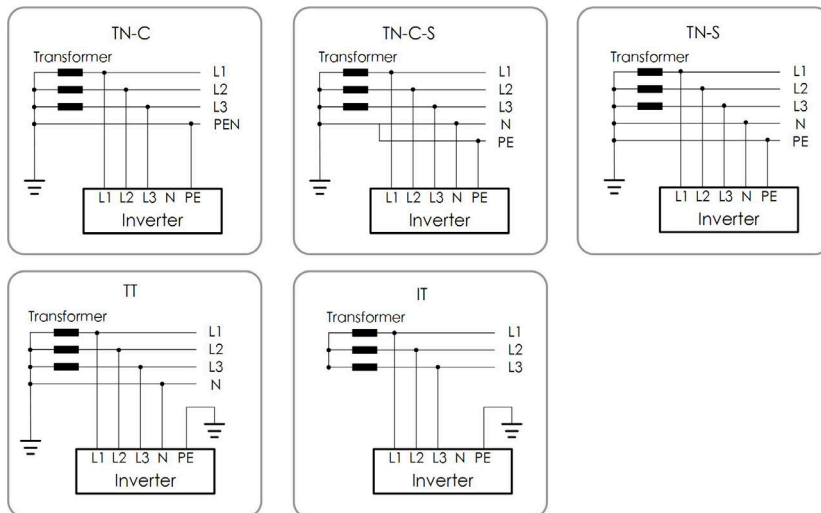 TN-C
Transformer
L1
L2
L3
PEN
L1 L2 L3 N PE
Inverter
TN-C-S
Transformer
L1
L2
L3
N
PE
L1 L2 L3 N PE
Inverter
TN-S
Transformer
L1
L2
L3
N
PE
L1 L2 L3 N PE
Inverter
TT
Transformer
L1
L2
L3
N
L1 L2 L3 N PE
Inverter
IT
Transformer
L1
L2
L3
L1 L2 L3 N PE
Inverter